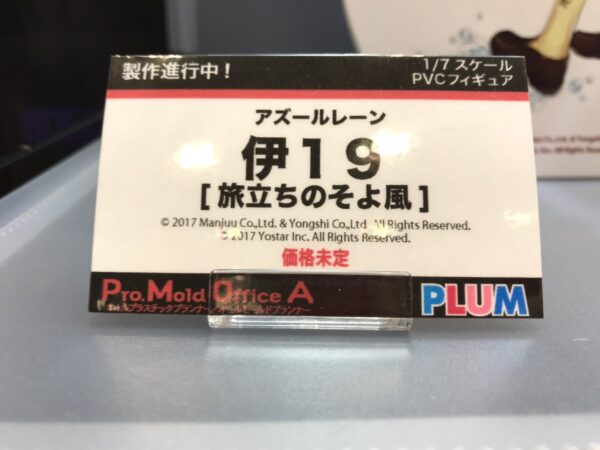 製作進行中！
1/7 スケール
PVCフィギュア
アズールレーン
伊19
[ 旅立ちのそよ風 ]
© 2017 Manjuu Co.,Ltd. & Yongshi Co.,Ltd. All Rights Reserved.
© 2017 Yostar Inc. All Rights Reserved.
価格未定
Pro.Mold Office A
PLUM